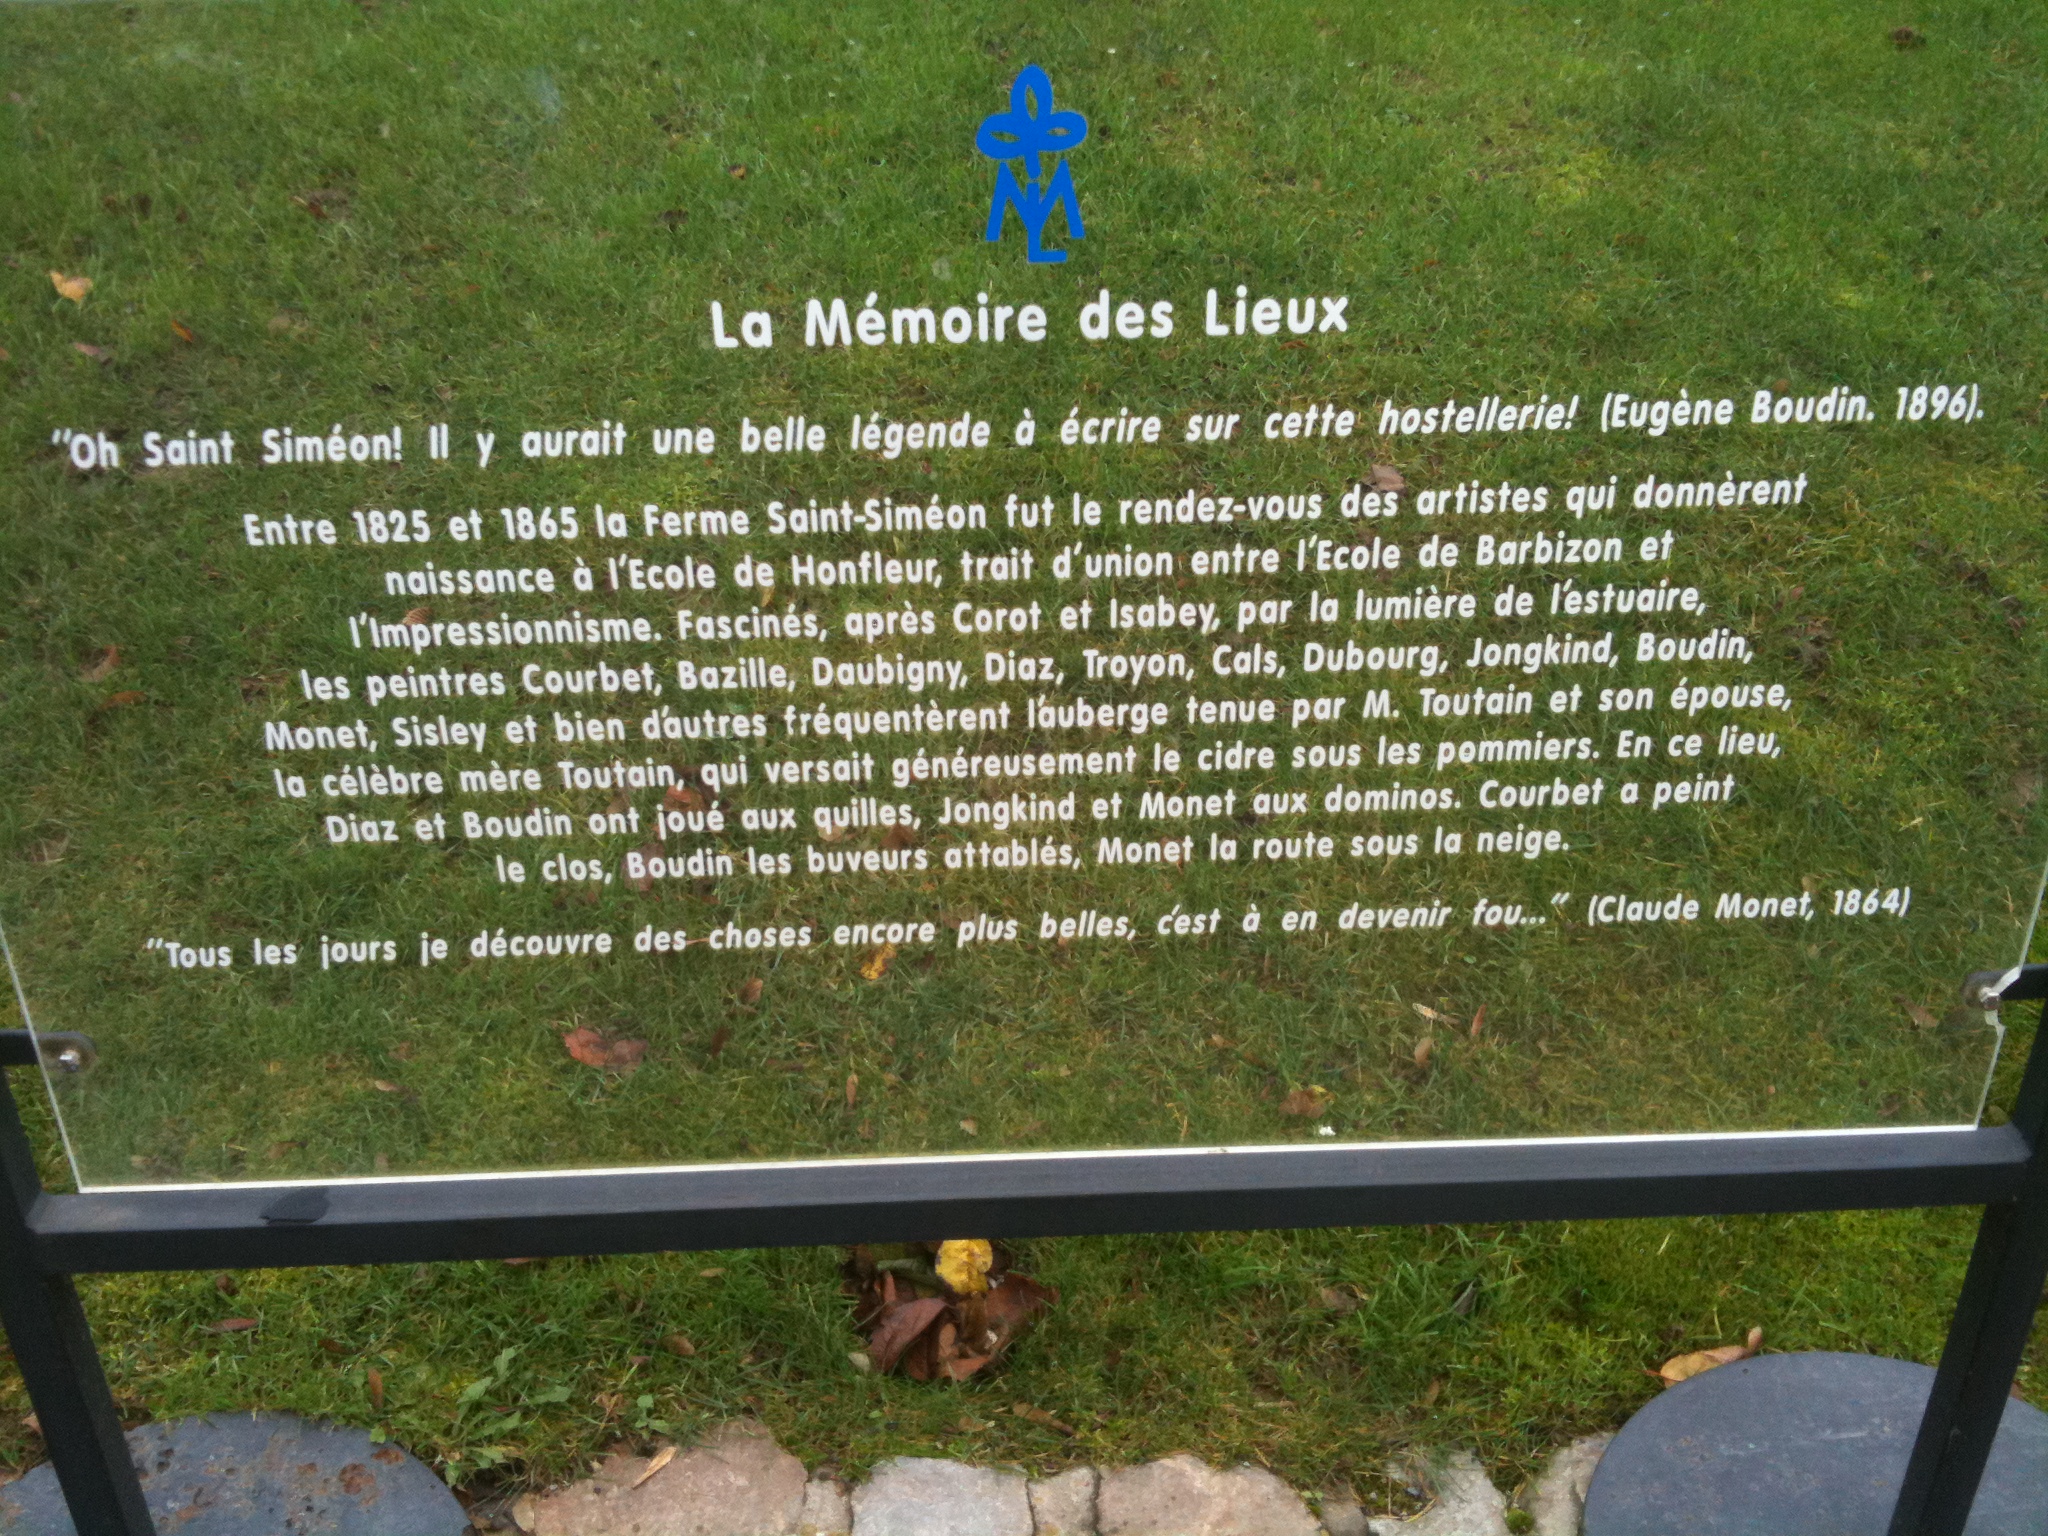 ML
La Mémoire des Lieux
"Oh Saint Siméon! Il y aurait une belle légende à écrire sur cette hostellerie! (Eugène Boudin. 1896).
Entre 1825 et 1865 la Ferme Saint-Siméon fut le rendez-vous des artistes qui donnèrent
naissance à l'Ecole de Honfleur, trait d'union entre l'Ecole de Barbizon et
l'Impressionnisme. Fascinés, après Corot et Isabey, par la lumière de l'estuaire,
les peintres Courbet, Bazille, Daubigny, Diaz, Troyon, Cals, Dubourg, Jongkind, Boudin,
Monet, Sisley et bien d'autres fréquentèrent l'auberge tenue par M. Toutain et son épouse,
la célèbre mère Toutain, qui versait généreusement le cidre sous les pommiers. En ce lieu,
Diaz et Boudin ont joué aux quilles, Jongkind et Monet aux dominos. Courbet a peint
le clos, Boudin les buveurs attablés, Monet la route sous la neige.
"Tous les jours je découvre des choses encore plus belles, c'est à en devenir fou..." (Claude Monet, 1864)